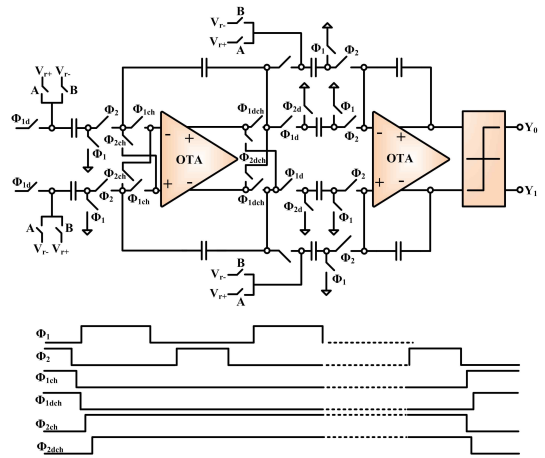 Vr- B
Vr+ A
Φ1 Φ2
Vr+ Vr-
A B
Φ1d Φ2 Φ1ch Φ1dch Φ2d Φ1
Φ1 Φ2ch - - Φ1d Φ2 - -
+ +
OTA Φ2dch OTA Y0
Φ1d Φ2ch Φ1d Φ2 Y1
Φ2 Φ1ch + - Φ1dch + -
Φ1 Φ2d Φ1
A B
Vr- Vr+
Φ2
B Φ1
Vr-
Vr+
A
Φ1
Φ2
Φ1ch
Φ1dch
Φ2ch
Φ2dch